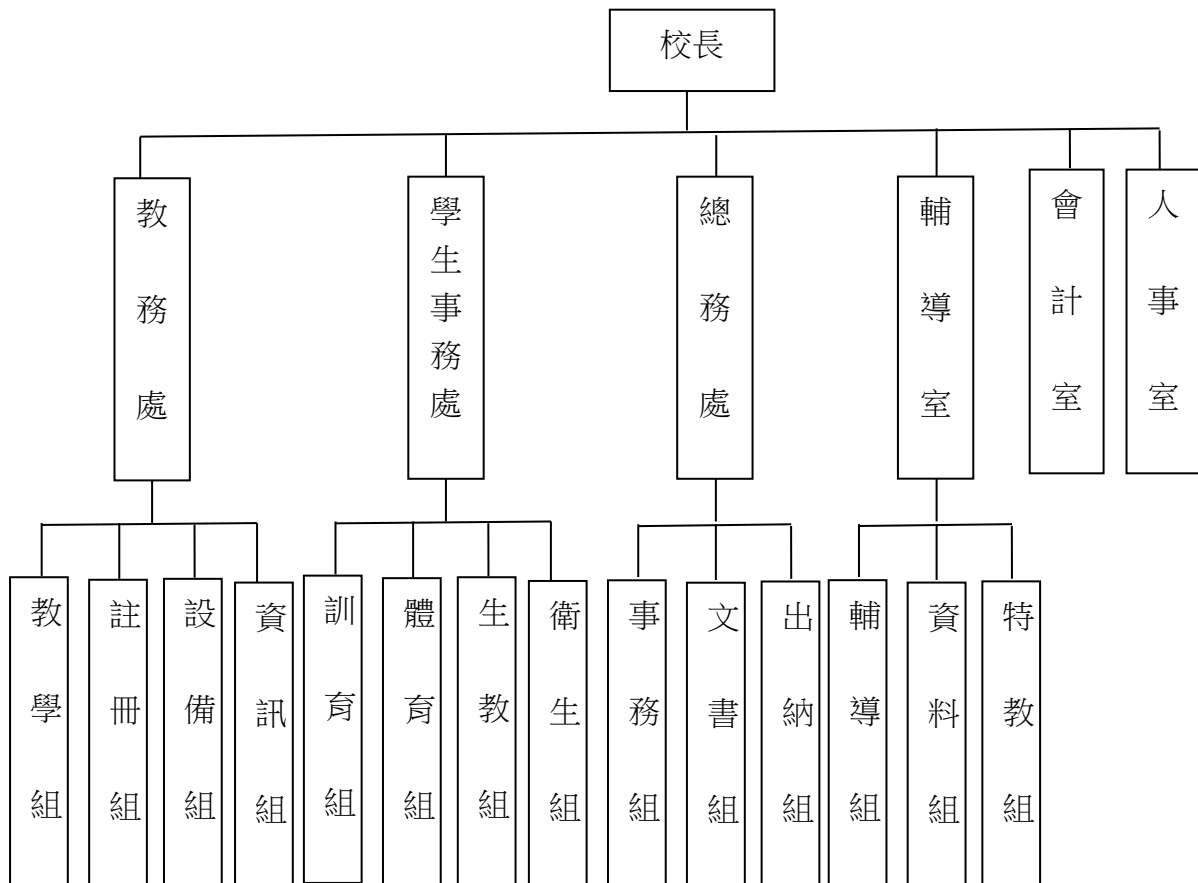 校長
教務處
學生事務處
總務處
輔導室
會計室
人事室
教學組
註冊組
設備組
資訊組
訓育組
體育組
生教組
衛生組
事務組
文書組
出納組
輔導組
資料組
特教組